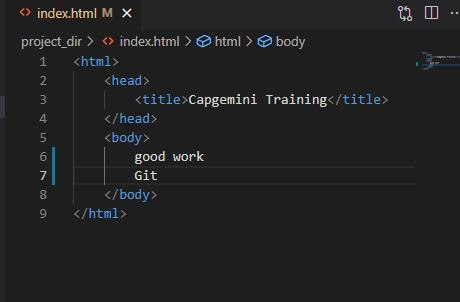 index.html M
project_dir > index.html > html > body
1 <html>
2 <head>
3 <title>Capgemini Training</title>
4 </head>
5 <body>
6 good work
7 Git
8 </body>
9 </html>